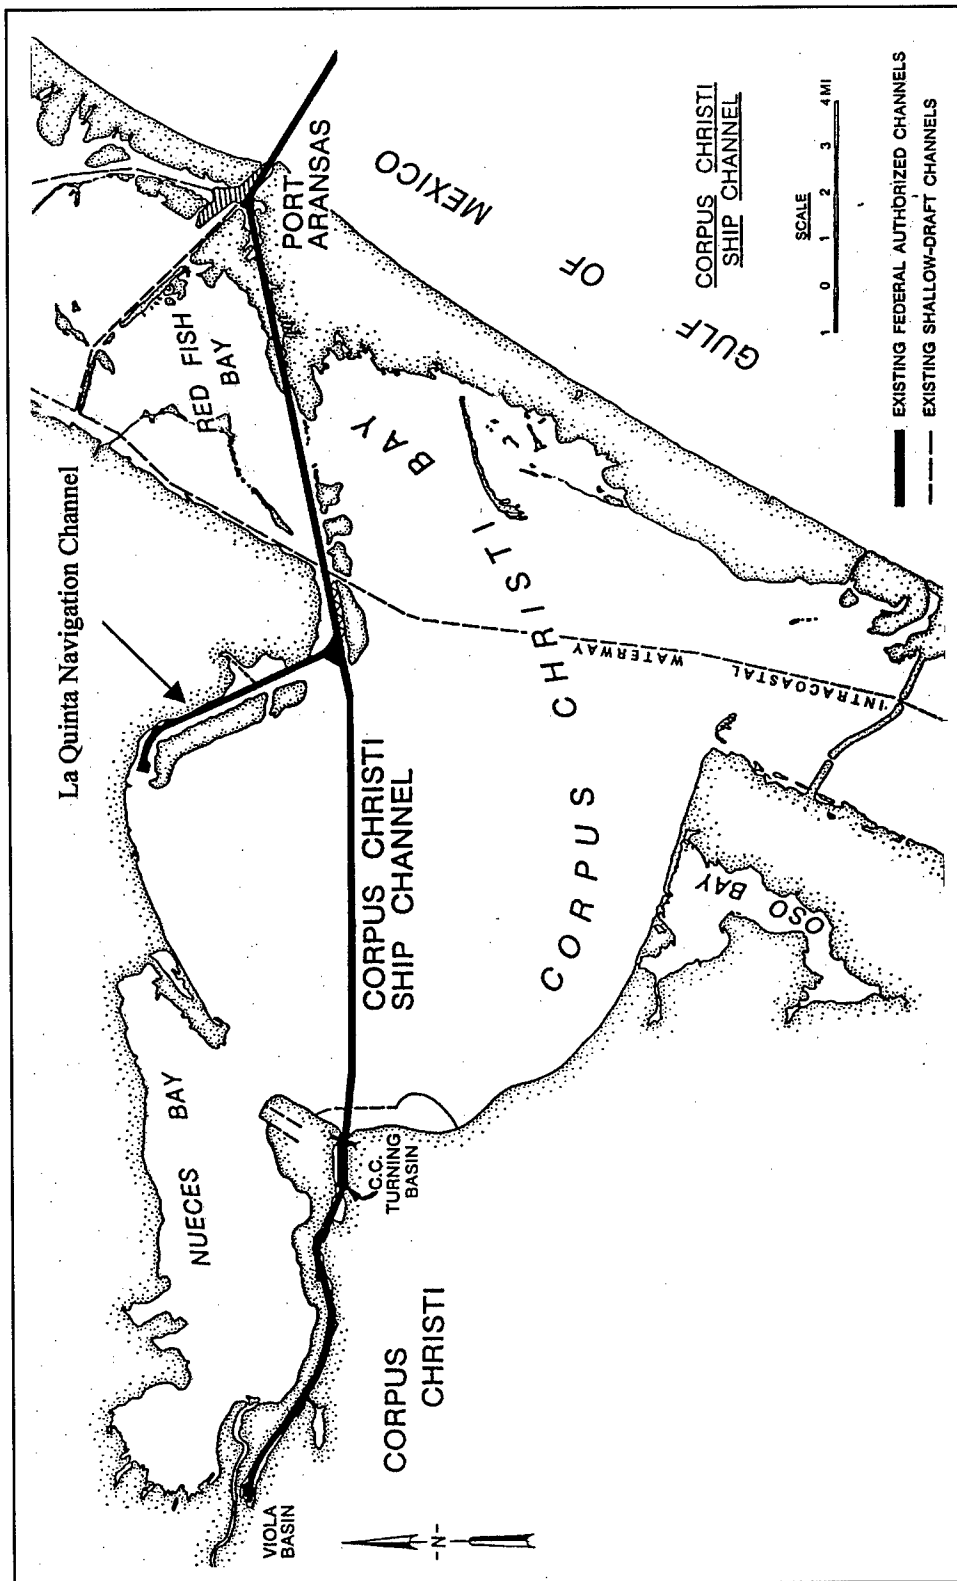 La Quinta Navigation Channel
NUECES
BAY
RED FISH
BAY
PORT
ARANSAS
VIOLA
BASIN
C.C.
TURNING
BASIN
CORPUS CHRISTI
SHIP CHANNEL
CORPUS
CHRISTI
-N-
CORPUS CHRISTI BAY
OSO BAY
INTRACOASTAL WATERWAY
GULF OF MEXICO
CORPUS CHRISTI
SHIP CHANNEL
SCALE
1 0 1 2 3 4 MI
EXISTING FEDERAL AUTHORIZED CHANNELS
EXISTING SHALLOW-DRAFT CHANNELS